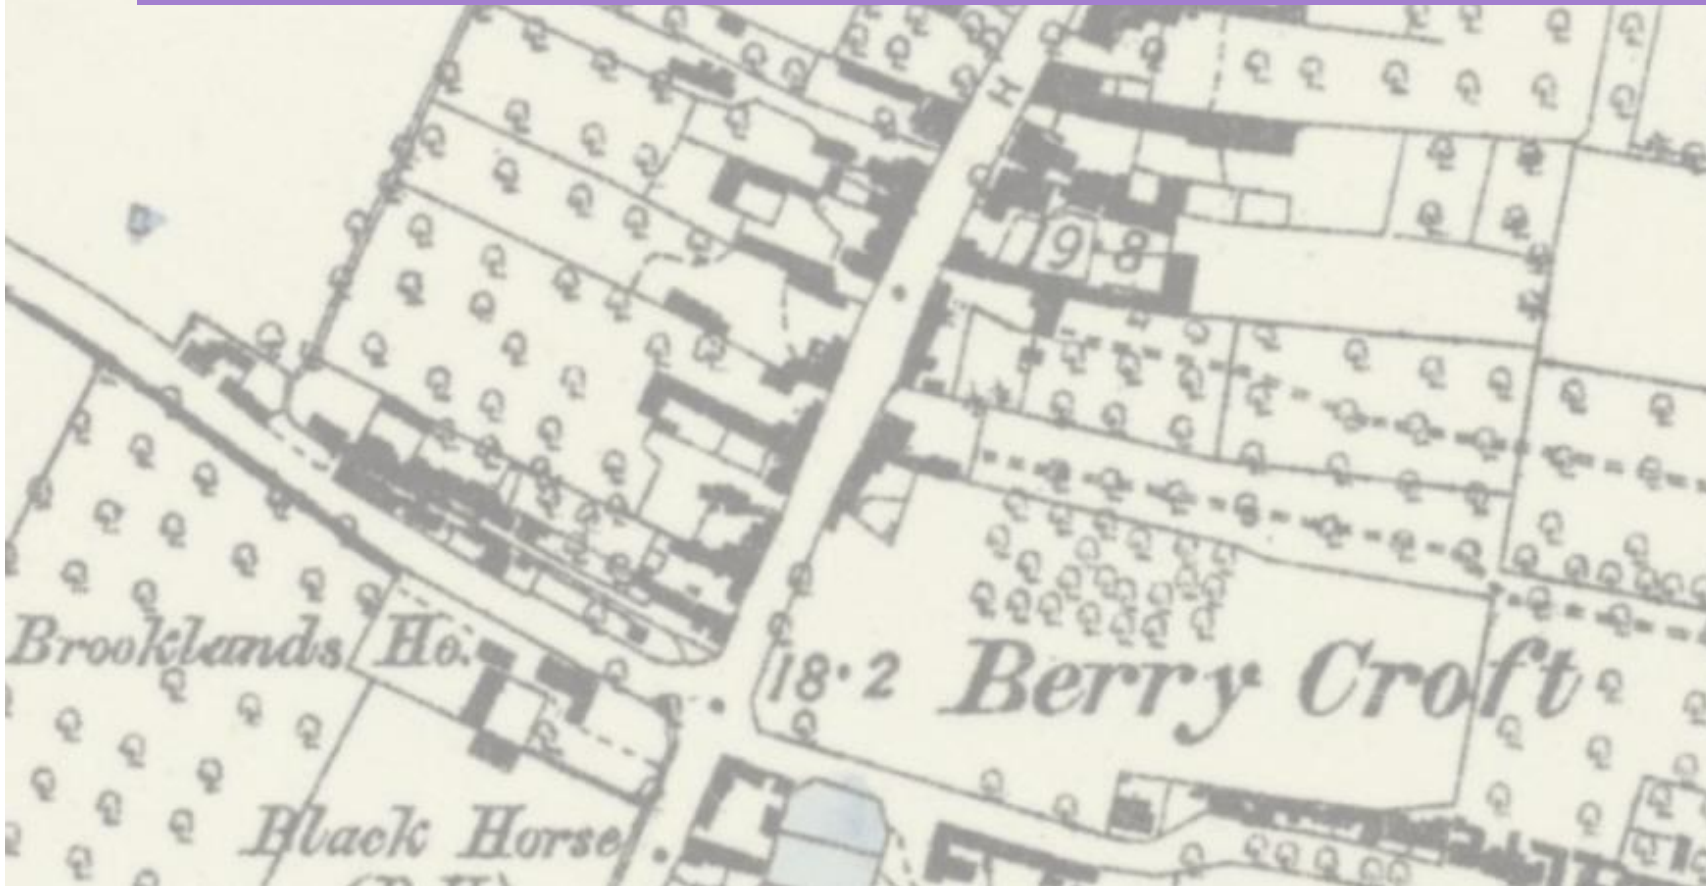 H
98
Brooklands Ho.
18·2
Berry Croft
Black Horse
(P.H.)